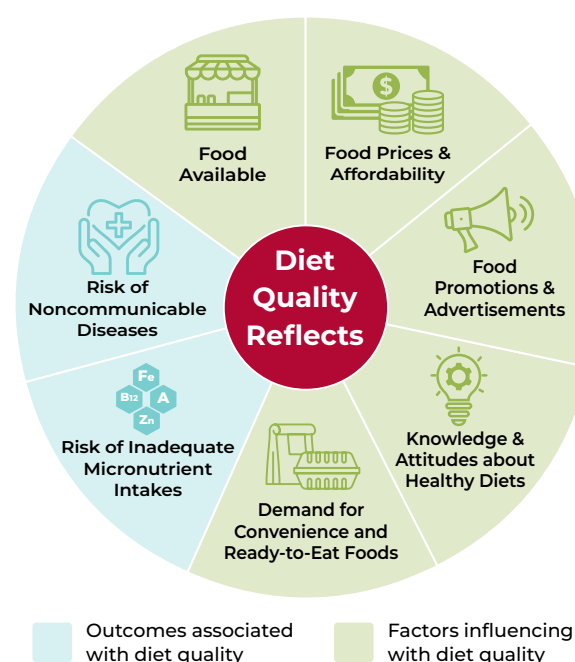 Food
Available
Food Prices &
Affordability
$
Food
Promotions &
Advertisements
Knowledge &
Attitudes about
Healthy Diets
Demand for
Convenience and
Ready-to-Eat Foods
Fe
B12 A
Zn
Risk of Inadequate
Micronutrient
Intakes
Risk of
Noncommunicable
Diseases
Diet
Quality
Reflects
Outcomes associated
with diet quality
Factors influencing
with diet quality